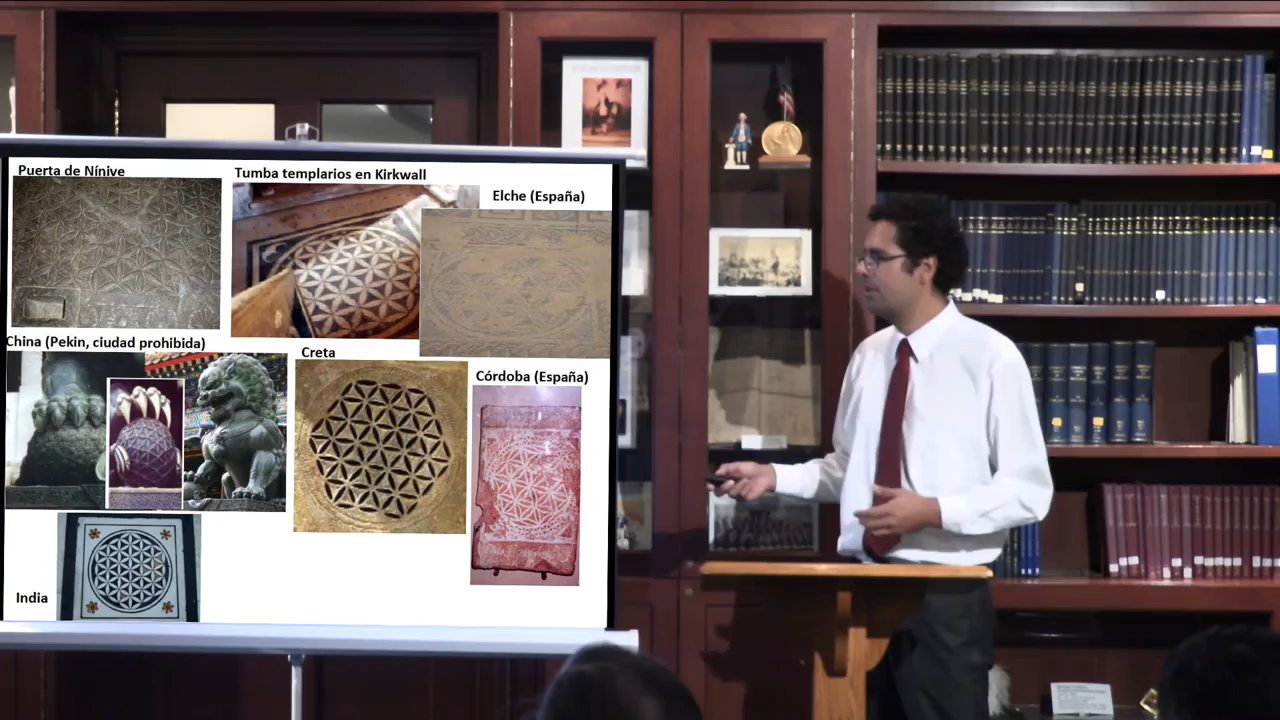 Puerta de Nínive
Tumba templarios en Kirkwall
Elche (España)
China (Pekin, ciudad prohibida)
Creta
Córdoba (España)
India